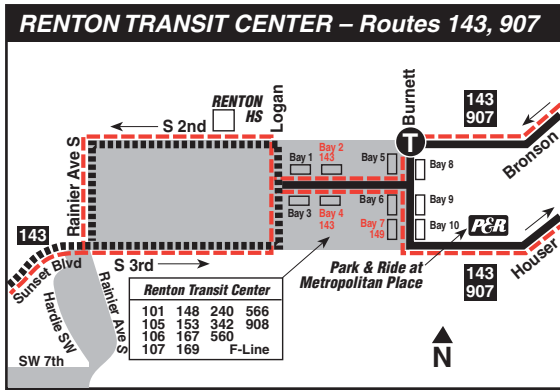 RENTON TRANSIT CENTER – Routes 143, 907
RENTON
HS
Logan
Burnett
143
907
S 2nd
T
Bronson
Rainier Ave S
Bay 1
Bay 2
143
Bay 5
Bay 8
Bay 3
Bay 4
143
Bay 6
Bay 7
149
Bay 9
Bay 10
P&R
143
Sunset Blvd
S 3rd
Park & Ride at
Metropolitan Place
143
907
Houser
Hardie SW
Rainier Ave S
SW 7th
Renton Transit Center
101 148 240 566
105 153 342 908
106 167 560
107 169 F-Line
N